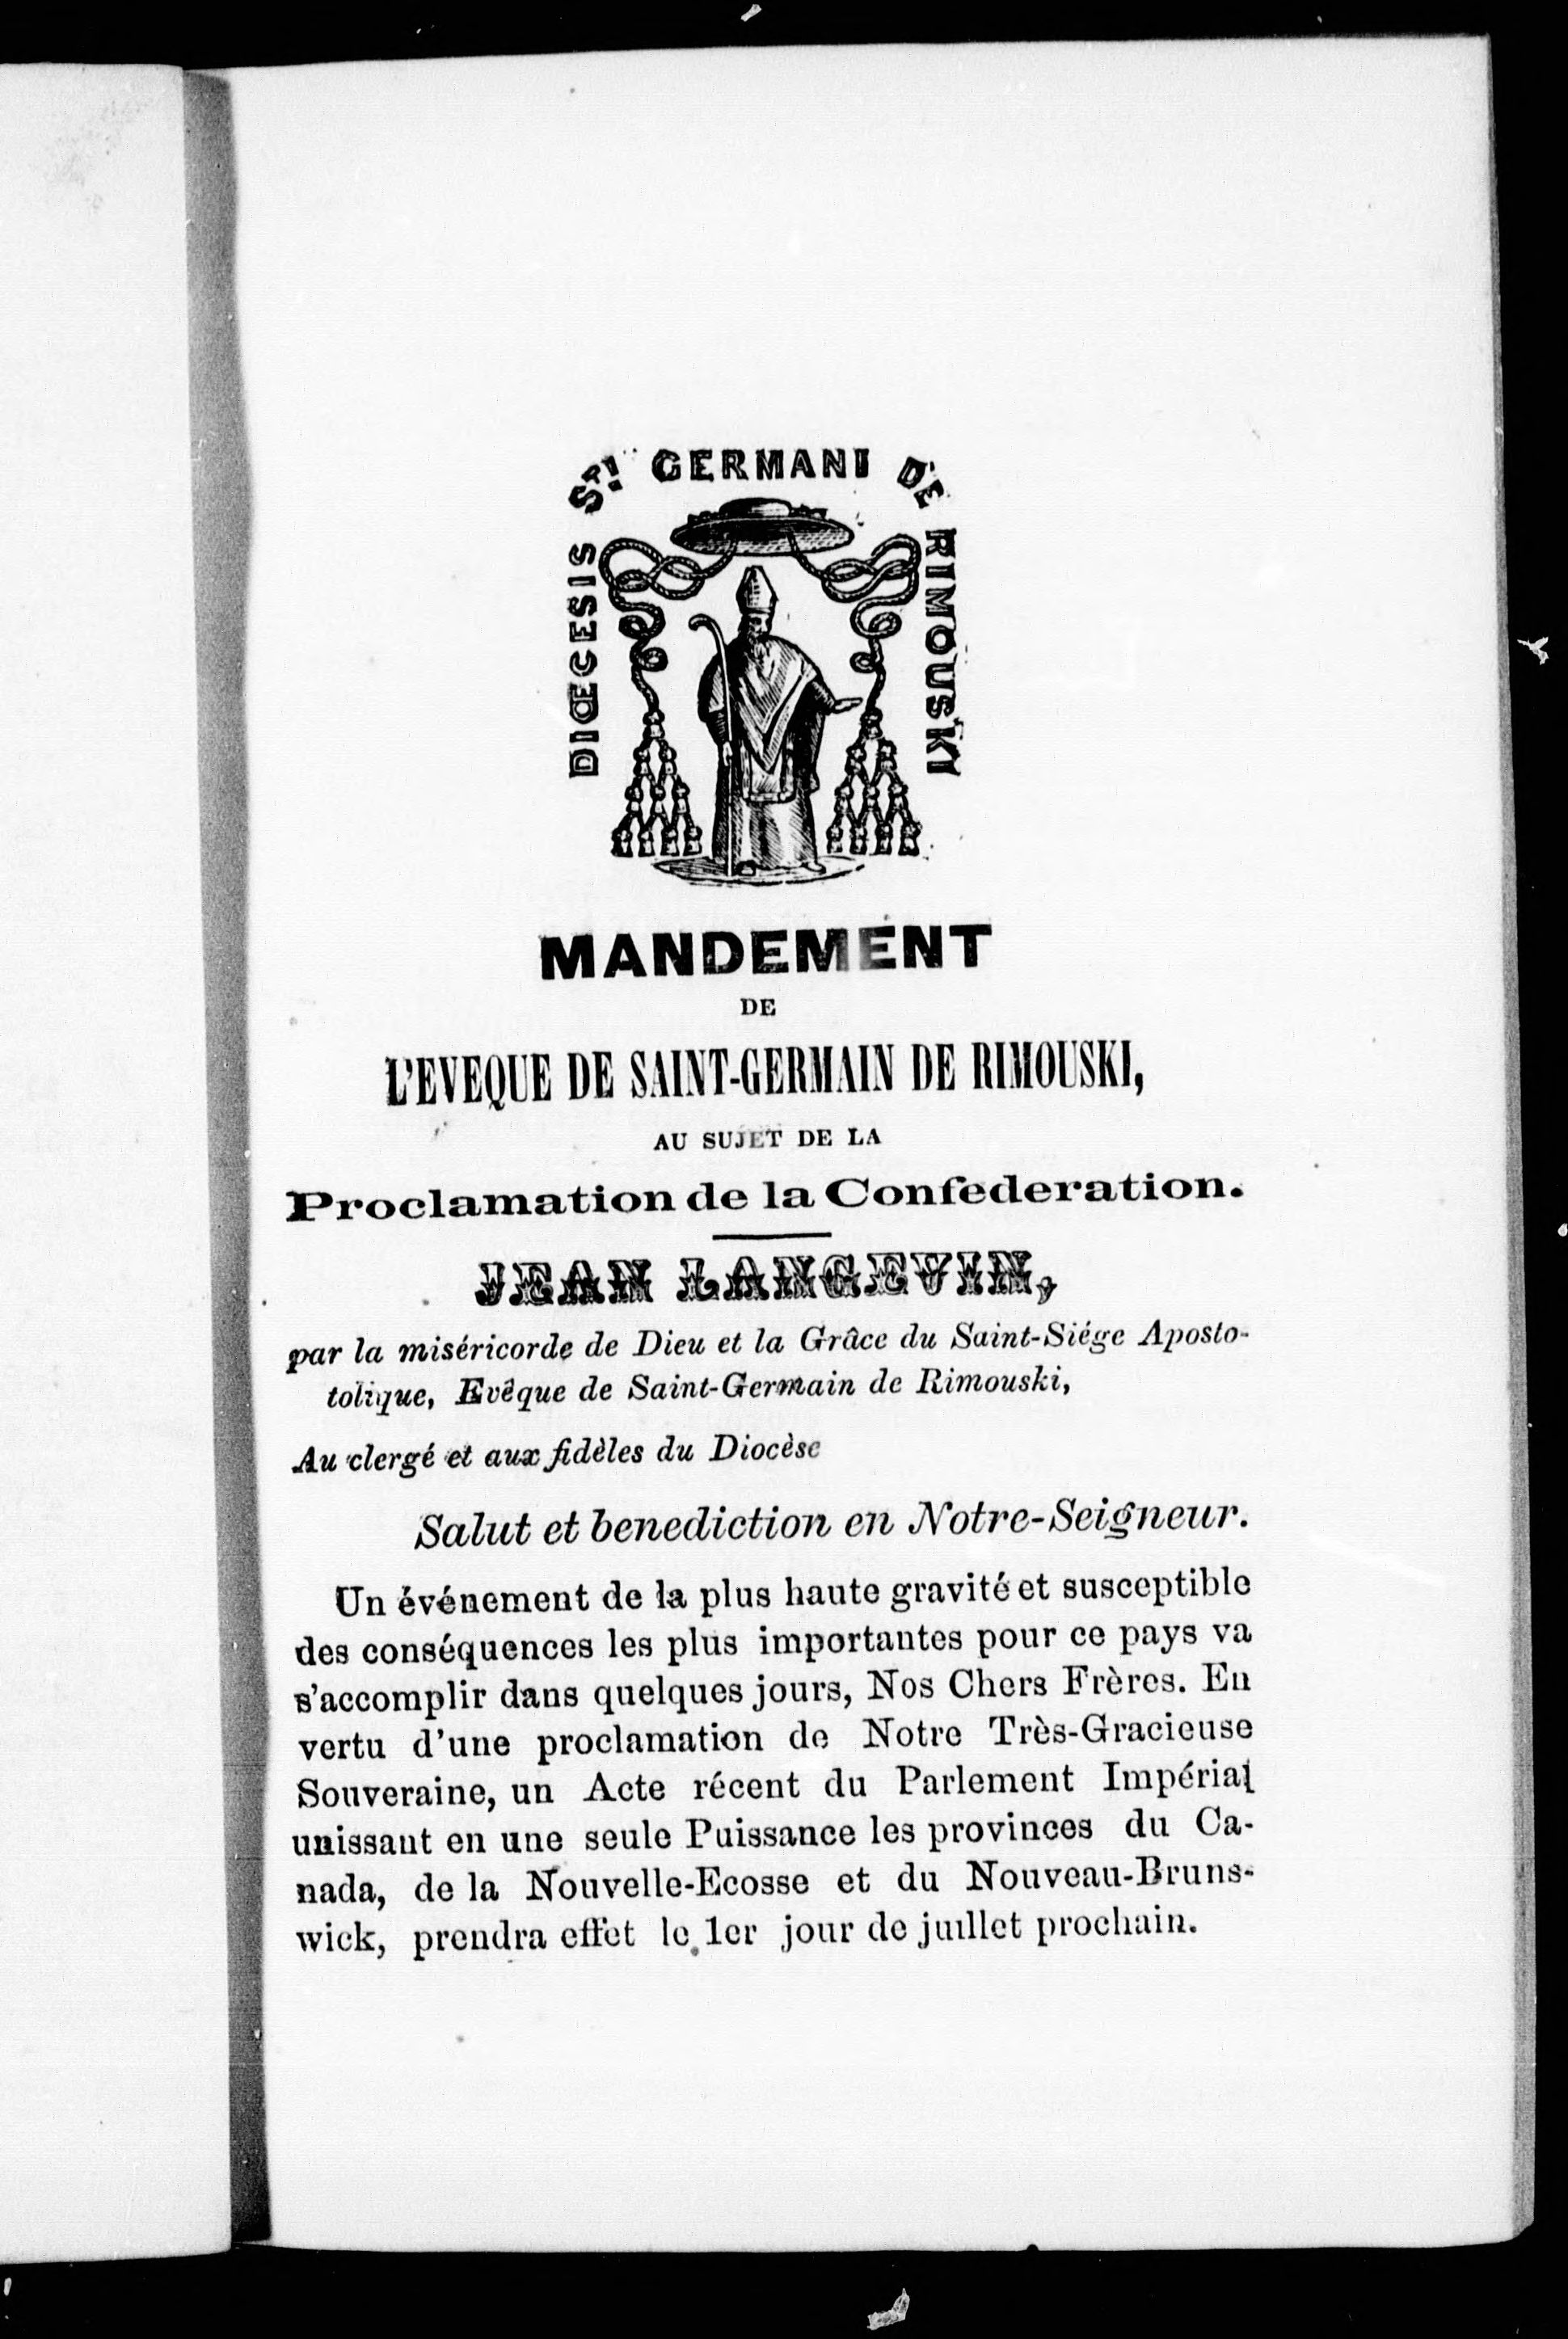 DIŒCESIS STI. GERMANI DE RIMOUSKI
MANDEMENT
DE
L'EVEQUE DE SAINT-GERMAIN DE RIMOUSKI,
AU SUJET DE LA
Proclamation de la Confederation.
JEAN LANGEVIN,
par la miséricorde de Dieu et la Grâce du Saint-Siége Aposto-
tolique, Evêque de Saint-Germain de Rimouski,
Au clergé et aux fidèles du Diocèse
Salut et benediction en Notre-Seigneur.
Un événement de la plus haute gravité et susceptible
des conséquences les plus importantes pour ce pays va
s'accomplir dans quelques jours, Nos Chers Frères. En
vertu d'une proclamation de Notre Très-Gracieuse
Souveraine, un Acte récent du Parlement Impérial
unissant en une seule Puissance les provinces du Ca-
nada, de la Nouvelle-Ecosse et du Nouveau-Bruns-
wick, prendra effet le 1er jour de juillet prochain.